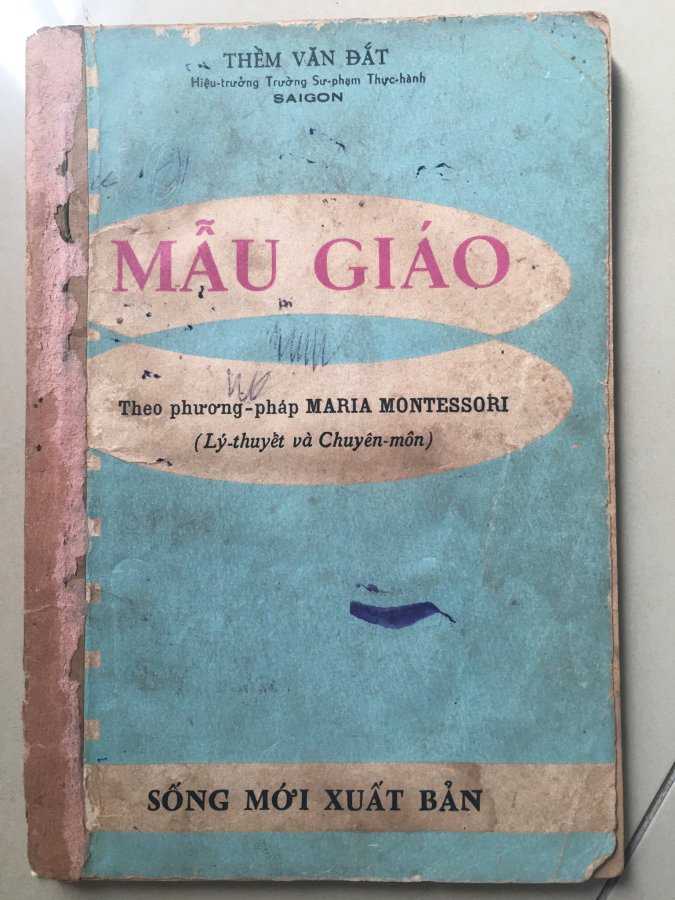 THỀM VĂN ĐẮT
Hiệu-trưởng Trường Sư-phạm Thực-hành
SAIGON
MẪU GIÁO
Theo phương-pháp MARIA MONTESSORI
(Lý-thuyết và Chuyên-môn)
SỐNG MỚI XUẤT BẢN